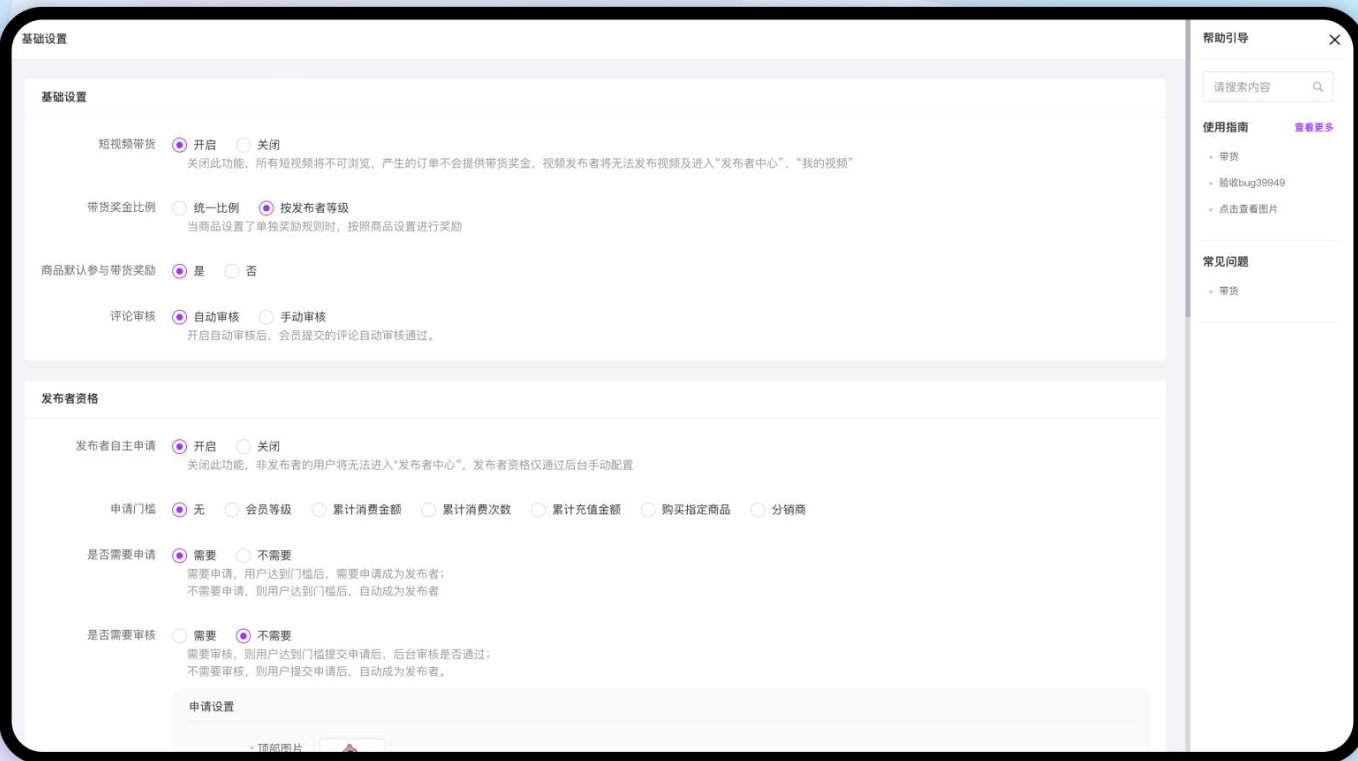 基础设置
基础设置
短视频带货 开启 关闭
关闭此功能，所有短视频将不可浏览，产生的订单不会提供带货奖金，视频发布者将无法发布视频及进入“发布者中心”、“我的视频”
带货奖金比例 统一比例 按发布者等级
当商品设置了单独奖励规则时，按照商品设置进行奖励
商品默认参与带货奖励 是 否
评论审核 自动审核 手动审核
开启自动审核后，会员提交的评论自动审核通过。
发布者资格
发布者自主申请 开启 关闭
关闭此功能，非发布者的用户将无法进入“发布者中心”，发布者资格仅通过后台手动配置
申请门槛 无 会员等级 累计消费金额 累计消费次数 累计充值金额 购买指定商品 分销商
是否需要申请 需要 不需要
需要申请，用户达到门槛后，需要申请成为发布者；
不需要申请，则用户达到门槛后，自动成为发布者
是否需要审核 需要 不需要
需要审核，则用户达到门槛提交申请后，后台审核是否通过；
不需要审核，则用户提交申请后，自动成为发布者。
申请设置
* 顶部图片
帮助引导
请搜索内容
使用指南 查看更多
带货
验收bug39949
点击查看图片
常见问题
带货